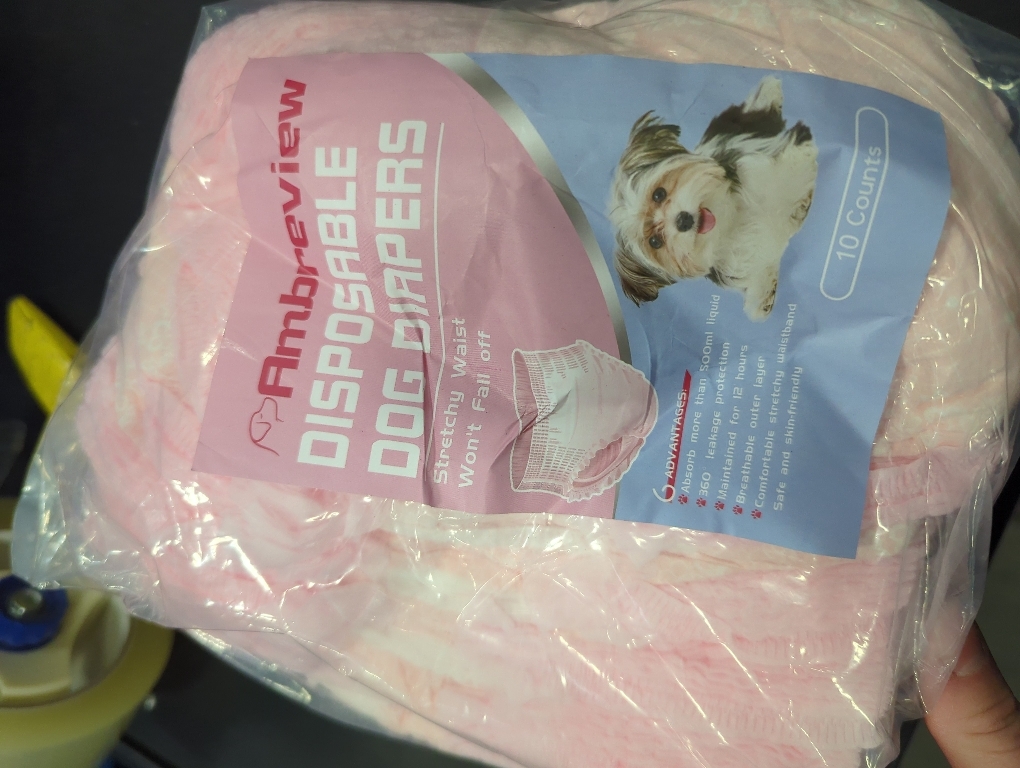 Ambreview
DISPOSABLE
DOG DIAPERS
Stretchy Waist
Won't Fall off
6 ADVANTAGES!
Absorb more than 500ml liquid
360° leakage protection
Maintained for 12 hours
Breathable outer layer
Comfortable stretchy waistband
Safe and skin-friendly
10 Counts